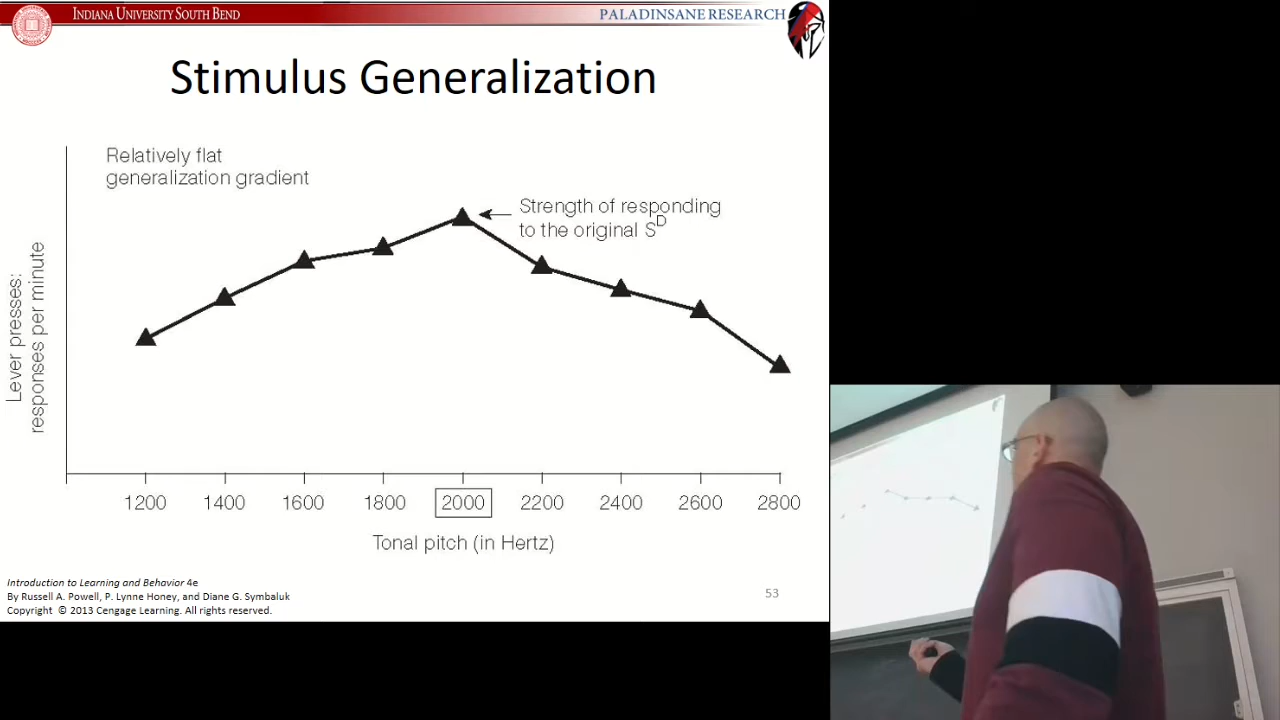 INDIANA UNIVERSITY SOUTH BEND
PALADINSANE RESEARCH
Stimulus Generalization
Relatively flat
generalization gradient
Strength of responding
to the original S^D
Lever presses:
responses per minute
1200 1400 1600 1800 2000 2200 2400 2600 2800
Tonal pitch (in Hertz)
Introduction to Learning and Behavior 4e
By Russell A. Powell, P. Lynne Honey, and Diane G. Symbaluk
Copyright © 2013 Cengage Learning. All rights reserved.
53